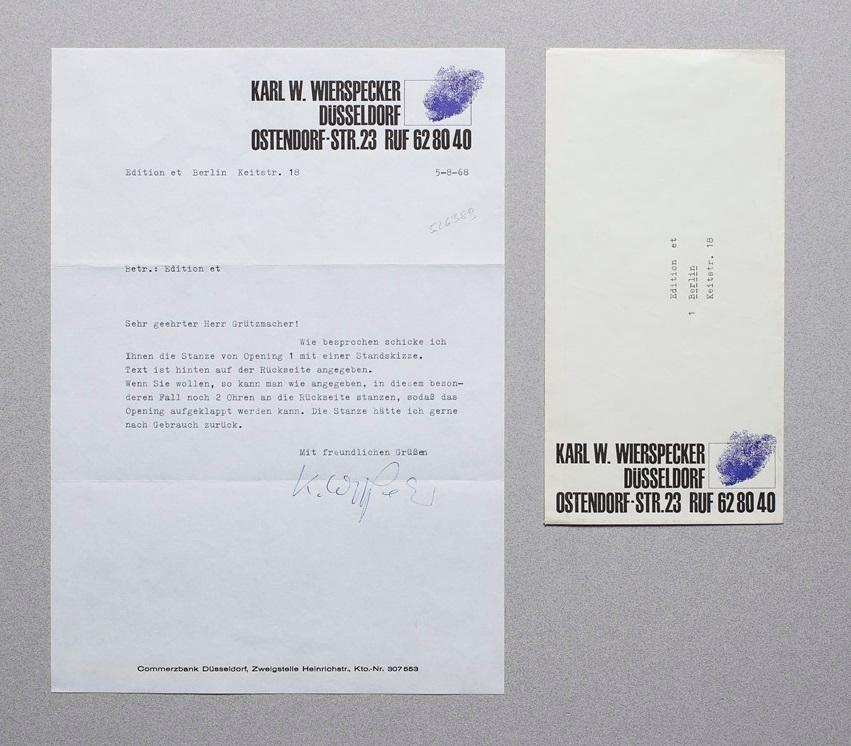 KARL W. WIERSPECKER
DÜSSELDORF
OSTENDORF-STR.23 RUF 62 80 40
Edition et Berlin Keitstr. 18 5-8-68
Betr.: Edition et
Sehr geehrter Herr Grützmacher!
Wie besprochen schicke ich
Ihnen die Stanze von Opening 1 mit einer Standskizze.
Text ist hinten auf der Rückseite angegeben.
Wenn Sie wollen, so kann man wie angegeben, in diesem beson-
deren Fall noch 2 Ohren an die Rückseite stanzen, sodaß das
Opening aufgeklappt werden kann. Die Stanze hätte ich gerne
nach Gebrauch zurück.
Mit freundlichen Grüßen
Commerzbank Düsseldorf, Zweigstelle Heinrichstr., Kto.-Nr. 307553
Edition et
1 Berlin
Keitstr. 18
KARL W. WIERSPECKER
DÜSSELDORF
OSTENDORF-STR.23 RUF 62 80 40